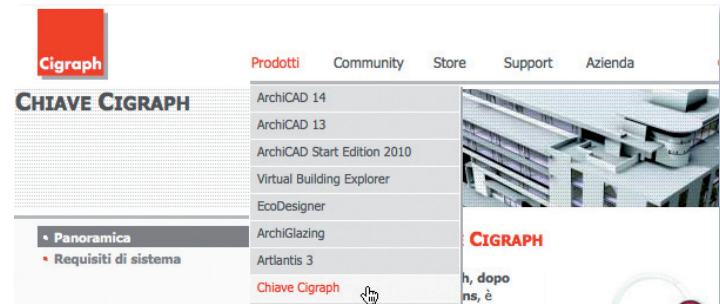 Cigraph
Prodotti Community Store Support Azienda
CHIAVE CIGRAPH
ArchiCAD 14
ArchiCAD 13
ArchiCAD Start Edition 2010
Virtual Building Explorer
EcoDesigner
ArchiGlazing
Artlantis 3
Chiave Cigraph
• Panoramica
• Requisiti di sistema
CIGRAPH
h, dopo
ns, è